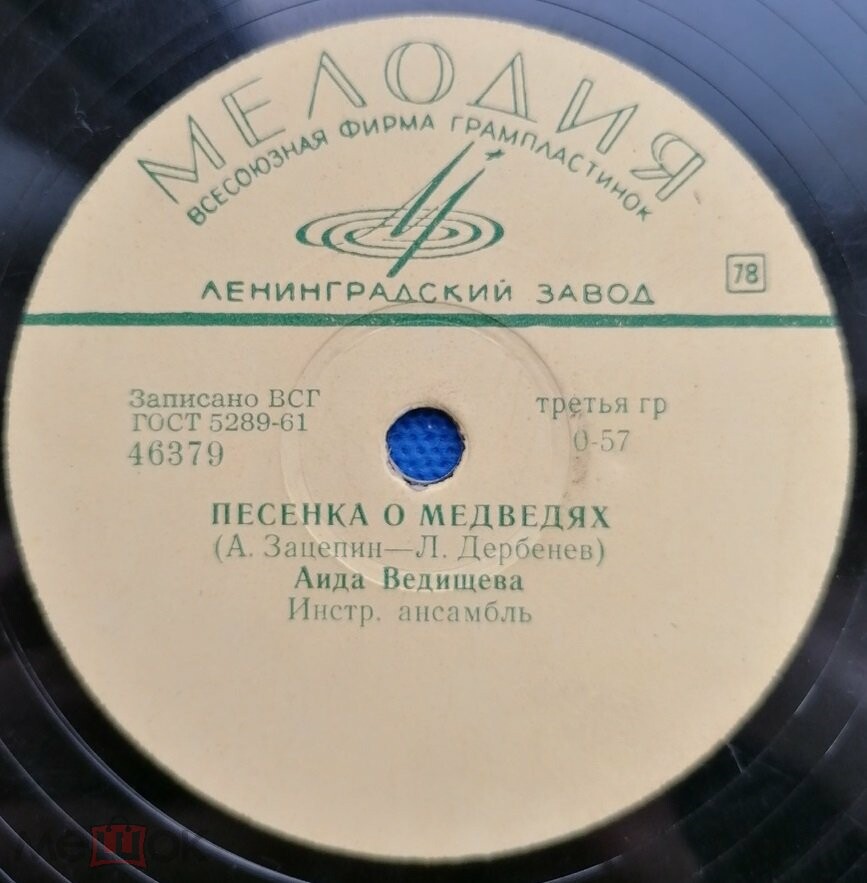 МЕЛОДИЯ
ВСЕСОЮЗНАЯ ФИРМА ГРАМПЛАСТИНОК
ЛЕНИНГРАДСКИЙ ЗАВОД
78
Записано ВСГ
ГОСТ 5289-61
46379
третья гр
0-57
ПЕСЕНКА О МЕДВЕДЯХ
(А. Зацепин—Л. Дербенев)
Аида Ведищева
Инстр. ансамбль
мешок